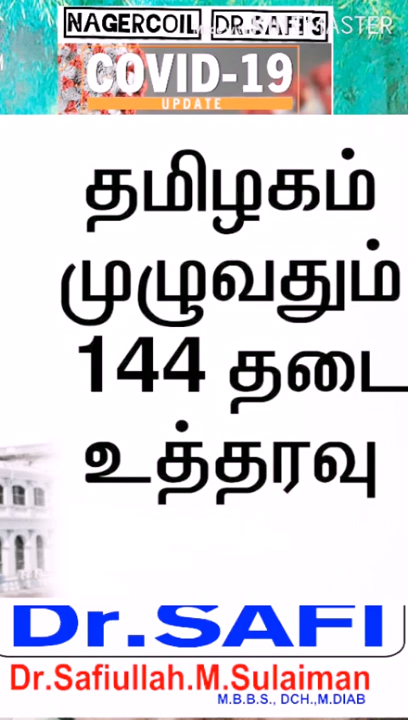 NAGERCOIL DR.SAFI'S
COVID-19
UPDATE
தமிழகம்
முழுவதும்
144 தடை
உத்தரவு
Dr.SAFI
Dr.Safiullah.M.Sulaiman
M.B.B.S., DCH.,M.DIAB